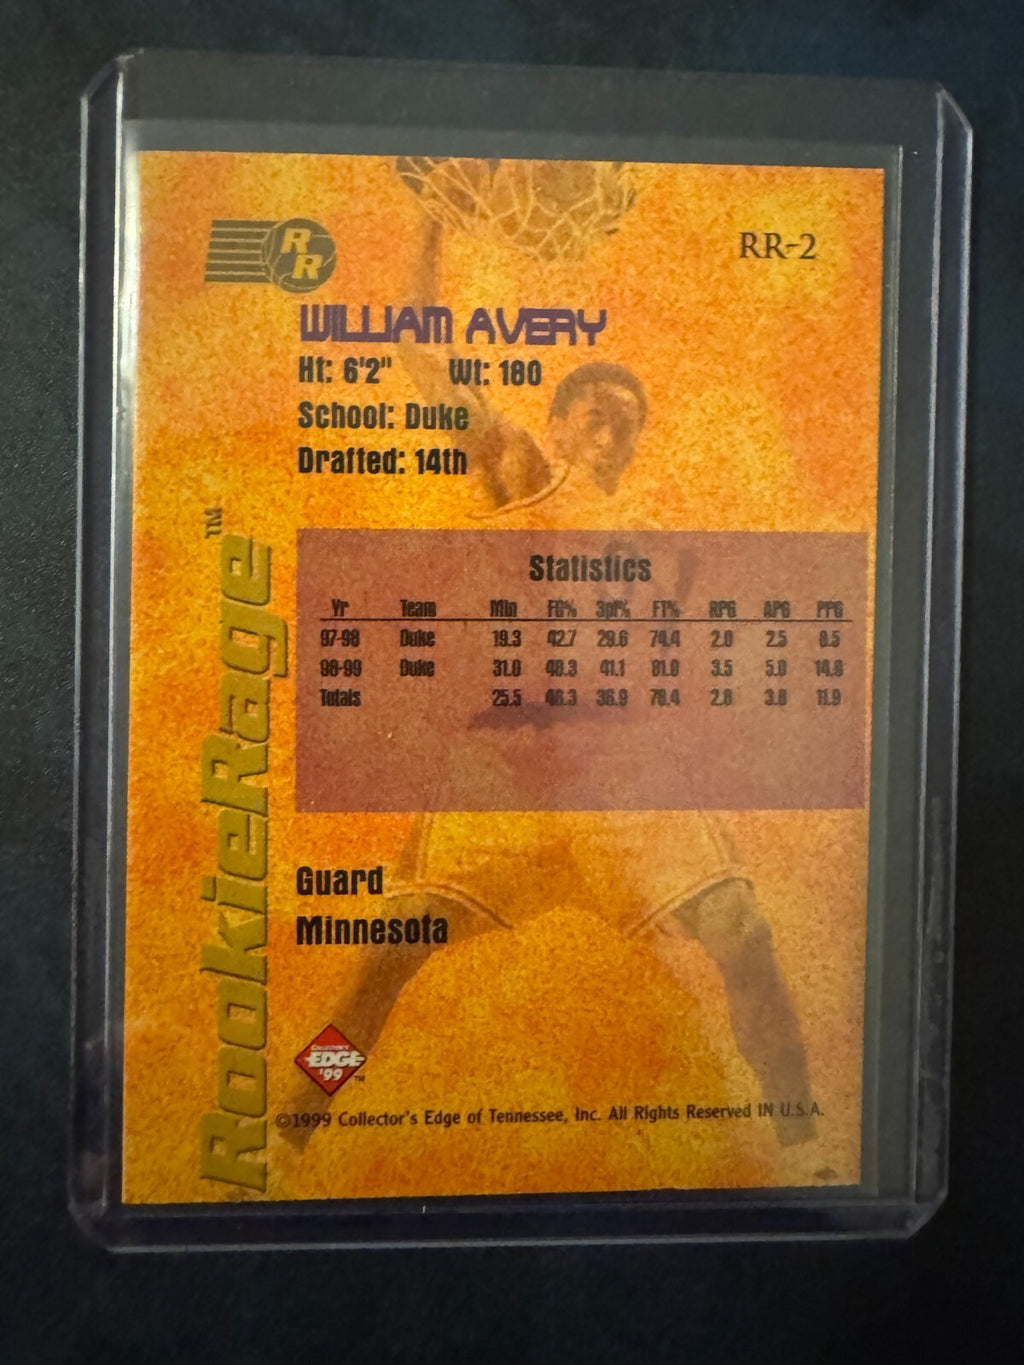 RR
RR-2
WILLIAM AVERY
Ht: 6'2" Wt: 180
School: Duke
Drafted: 14th
RookieRage™
Statistics
Yr Team Min FG% 3pt% FT% RPG APG PPG
97-98 Duke 19.3 42.7 29.6 74.4 2.0 2.5 8.5
98-99 Duke 31.0 48.3 41.1 81.0 3.5 5.0 14.8
Totals 25.5 46.3 36.9 78.4 2.8 3.8 11.9
Guard
Minnesota
COLLECTOR'S
EDGE
'99 TM
©1999 Collector's Edge of Tennessee, Inc. All Rights Reserved IN U.S.A.